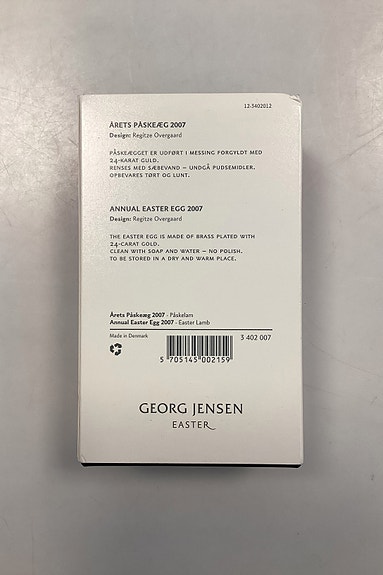 12-3402012
ÅRETS PÅSKEÆG 2007
Design: Regitze Overgaard
PÅSKEÆGGET ER UDFØRT I MESSING FORGYLDT MED
24-KARAT GULD.
RENSES MED SÆBEVAND – UNDGÅ PUDSEMIDLER.
OPBEVARES TØRT OG LUNT.
ANNUAL EASTER EGG 2007
Design: Regitze Overgaard
THE EASTER EGG IS MADE OF BRASS PLATED WITH
24-CARAT GOLD.
CLEAN WITH SOAP AND WATER – NO POLISH.
TO BE STORED IN A DRY AND WARM PLACE.
Årets Påskeæg 2007 - Påskelam
Annual Easter Egg 2007 - Easter Lamb
Made in Denmark
3 402 007
5 705145 002159
GEORG JENSEN
EASTER